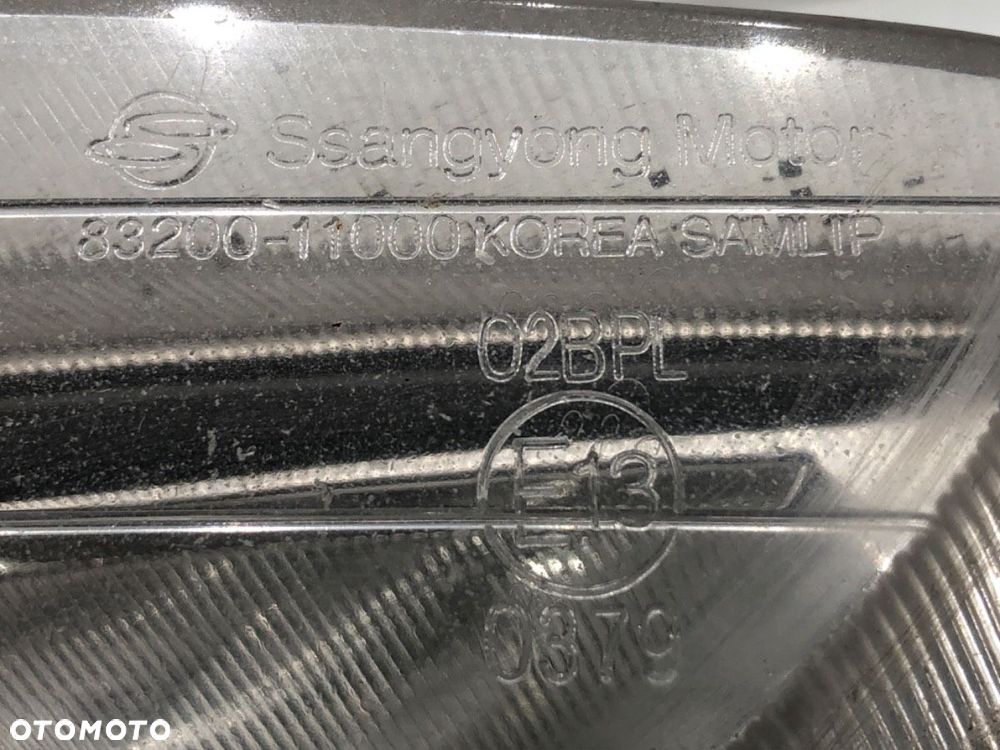 Ssangyong Motor
83200-11000 KOREA SAMLIP
02BPL
E13
0379
OTOMOTO